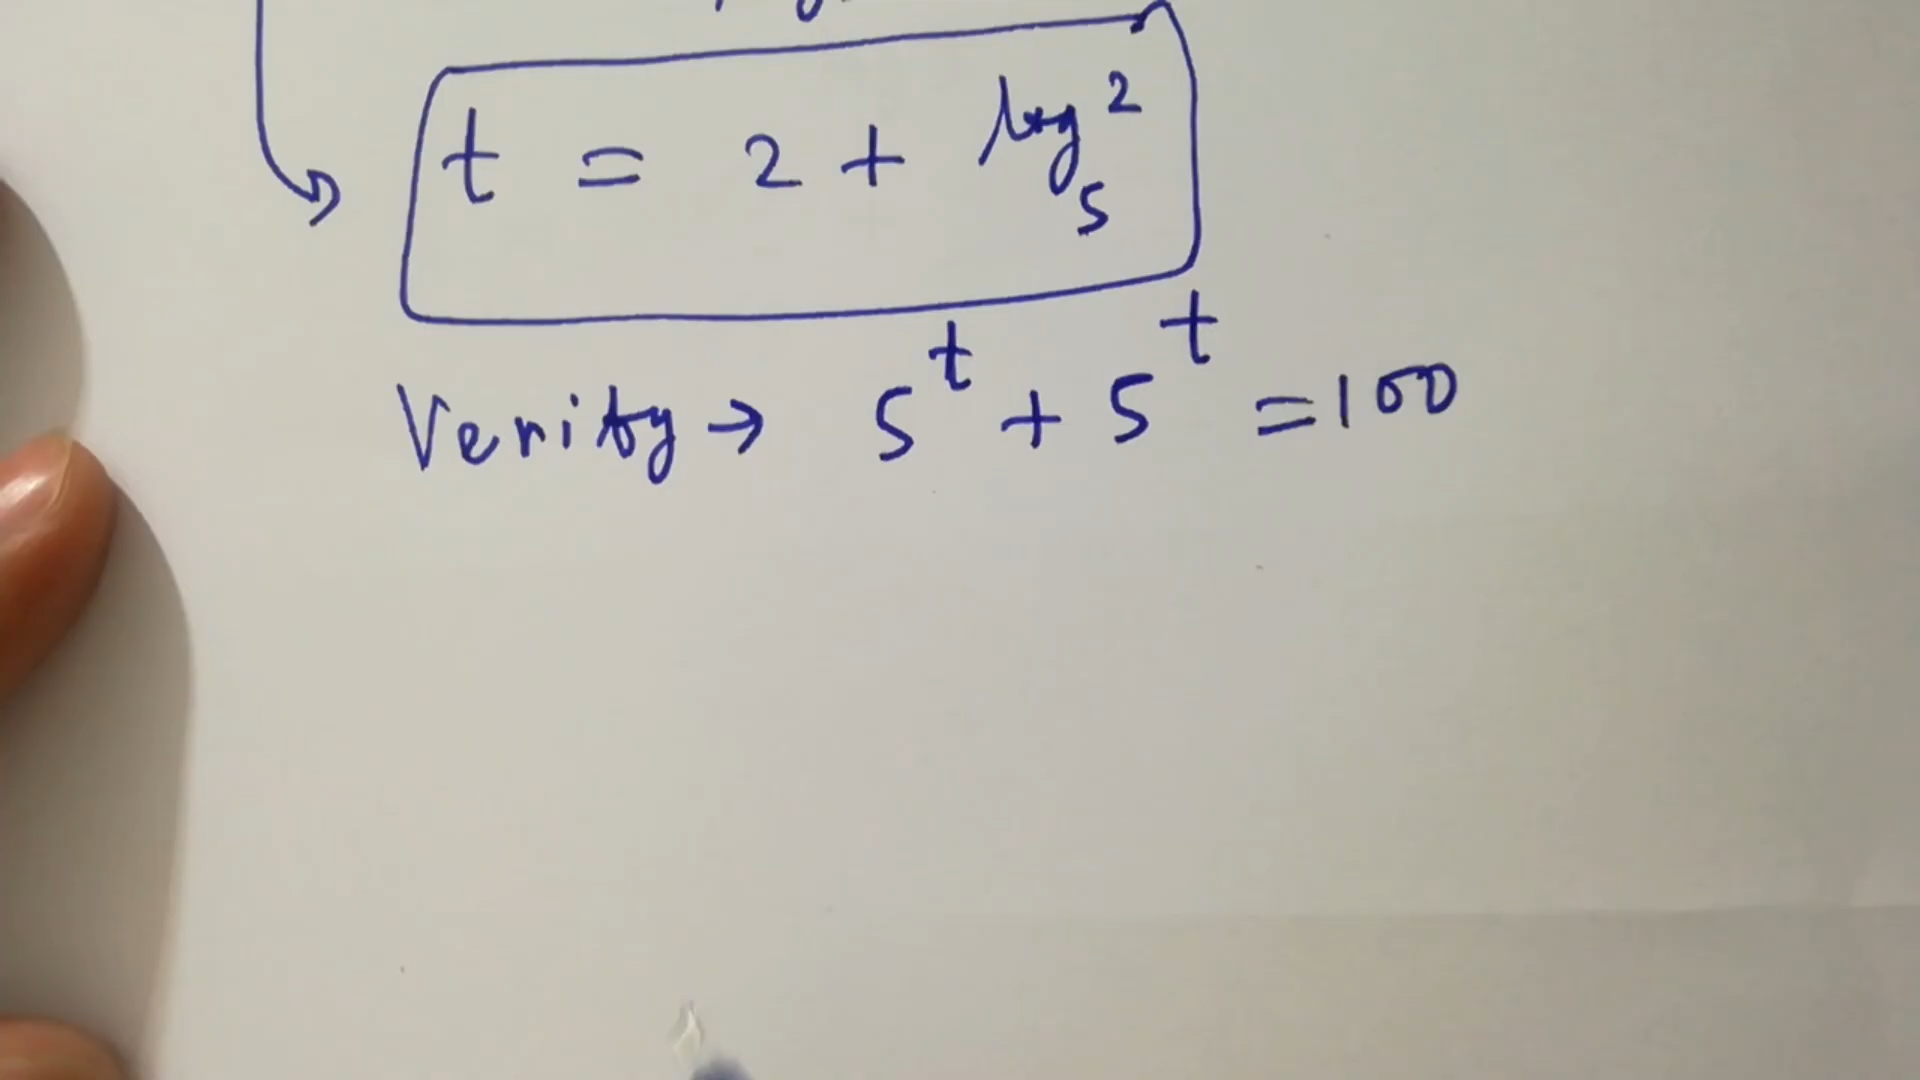 t = 2 + log₅²
Verify → 5ᵗ + 5ᵗ = 100